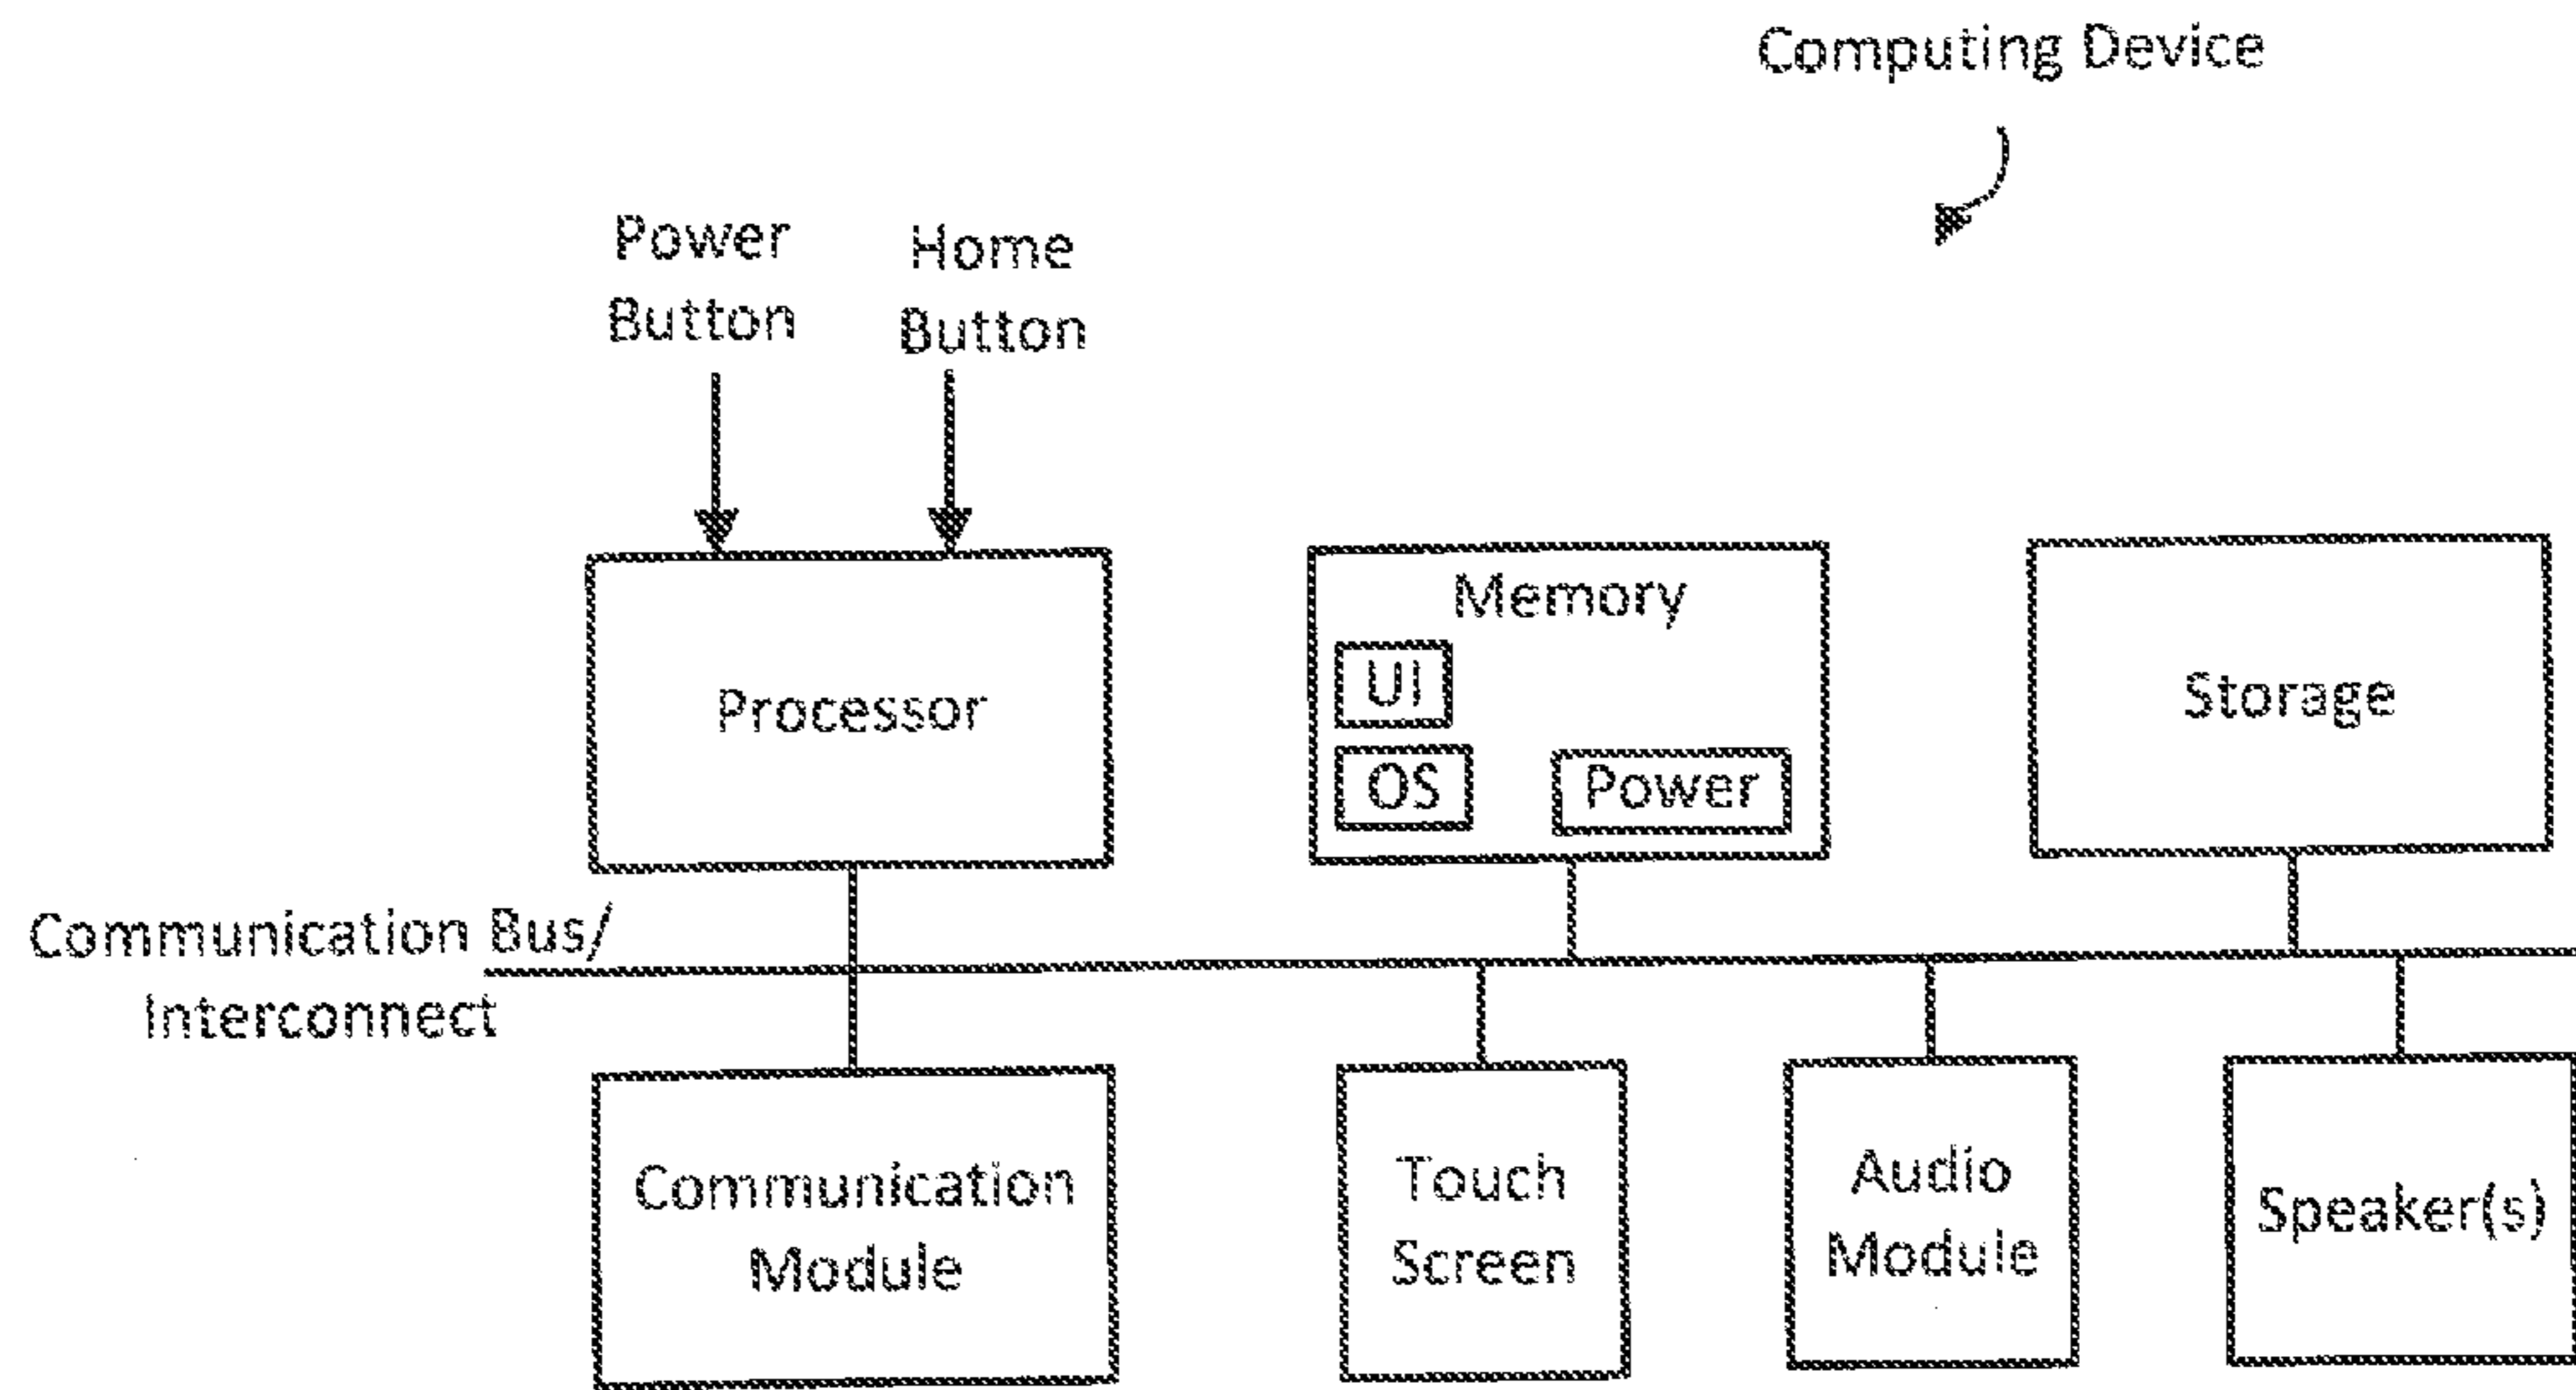 Computing Device
Power
Button
Home
Button
Processor
Memory
UI
OS
Power
Storage
Communication Bus/
Interconnect
Communication
Module
Touch
Screen
Audio
Module
Speaker(s)